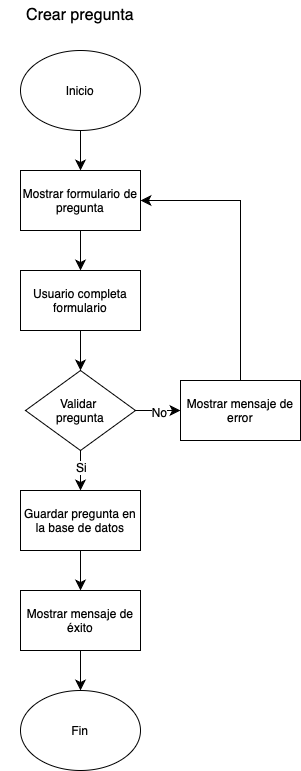 Crear pregunta
Inicio
Mostrar formulario de
pregunta
Usuario completa
formulario
Validar
pregunta
No
Mostrar mensaje de
error
Si
Guardar pregunta en
la base de datos
Mostrar mensaje de
éxito
Fin